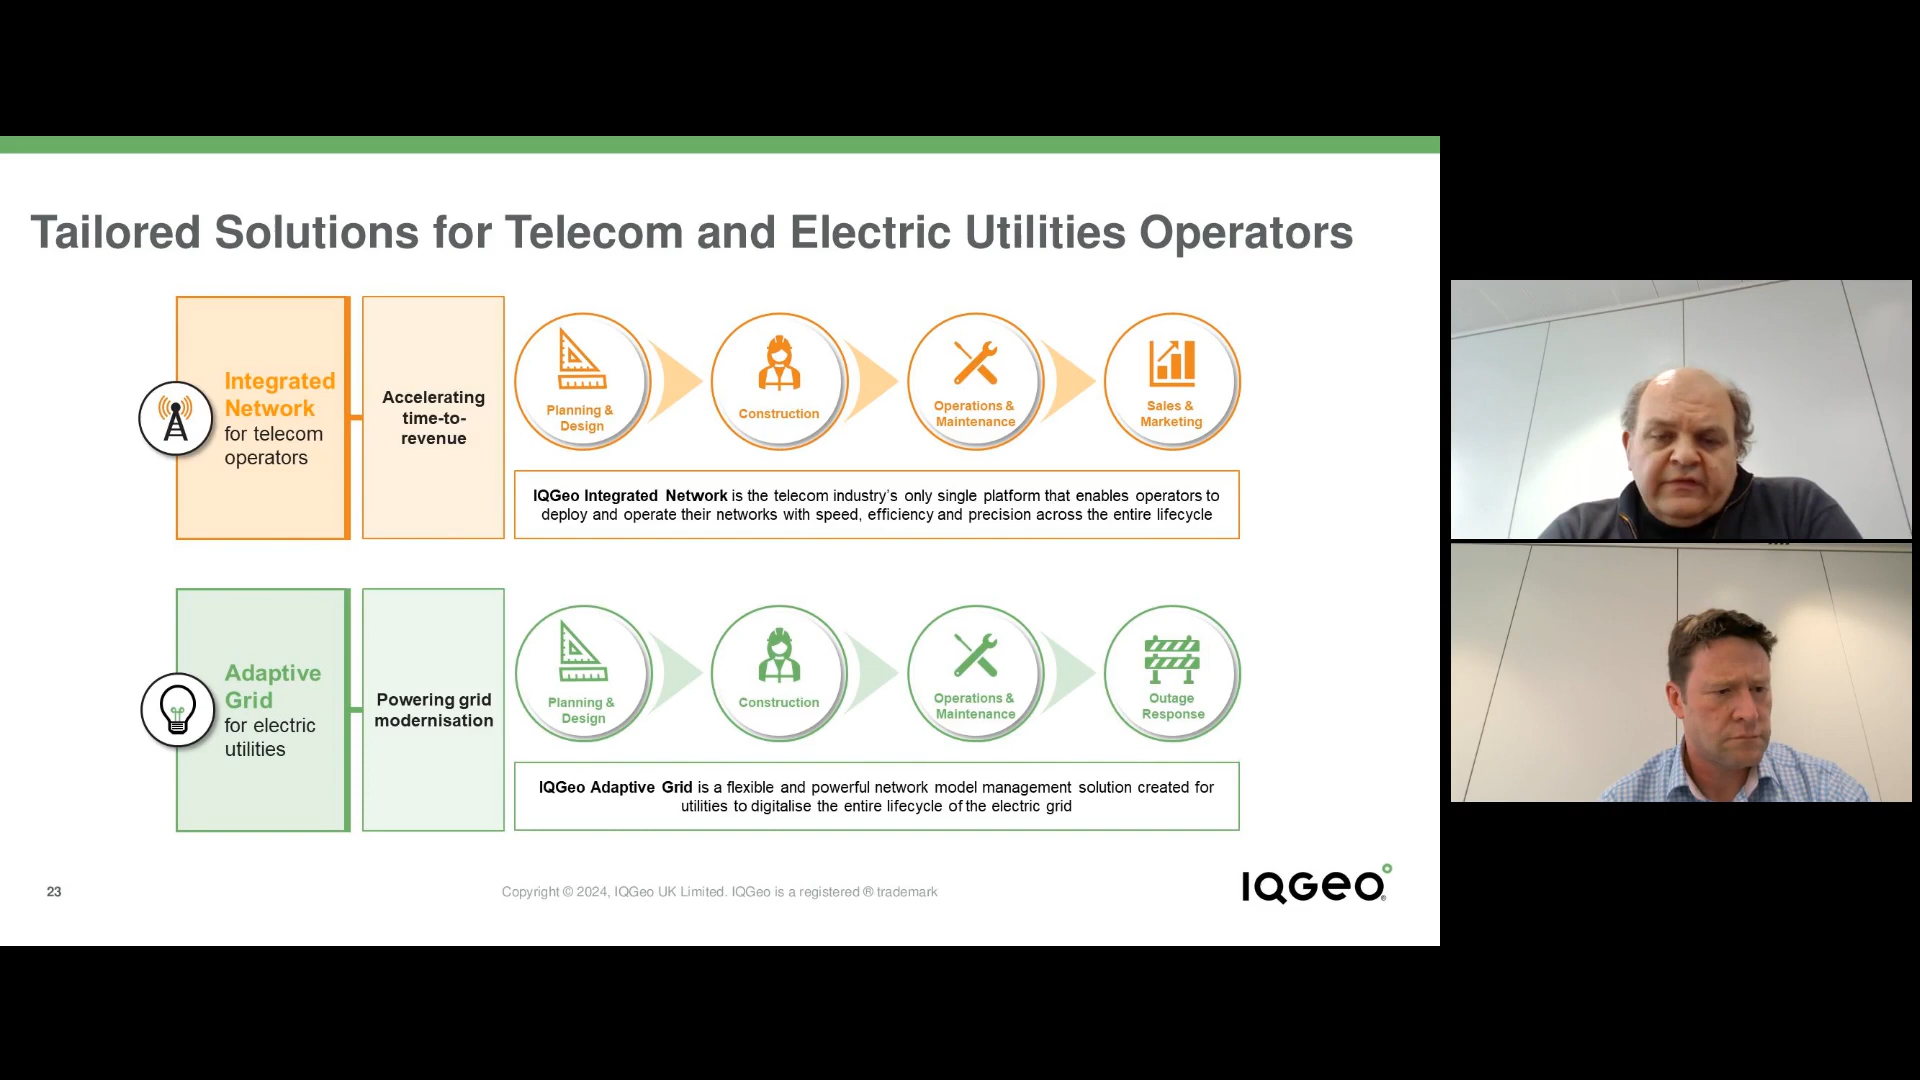 Tailored Solutions for Telecom and Electric Utilities Operators
Integrated
Network
for telecom
operators
Accelerating
time-to-
revenue
Planning &
Design
Construction
Operations &
Maintenance
Sales &
Marketing
IQGeo Integrated Network is the telecom industry’s only single platform that enables operators to
deploy and operate their networks with speed, efficiency and precision across the entire lifecycle
Adaptive
Grid
for electric
utilities
Powering grid
modernisation
Planning &
Design
Construction
Operations &
Maintenance
Outage
Response
IQGeo Adaptive Grid is a flexible and powerful network model management solution created for
utilities to digitalise the entire lifecycle of the electric grid
23
Copyright © 2024, IQGeo UK Limited. IQGeo is a registered ® trademark
IQGeo®